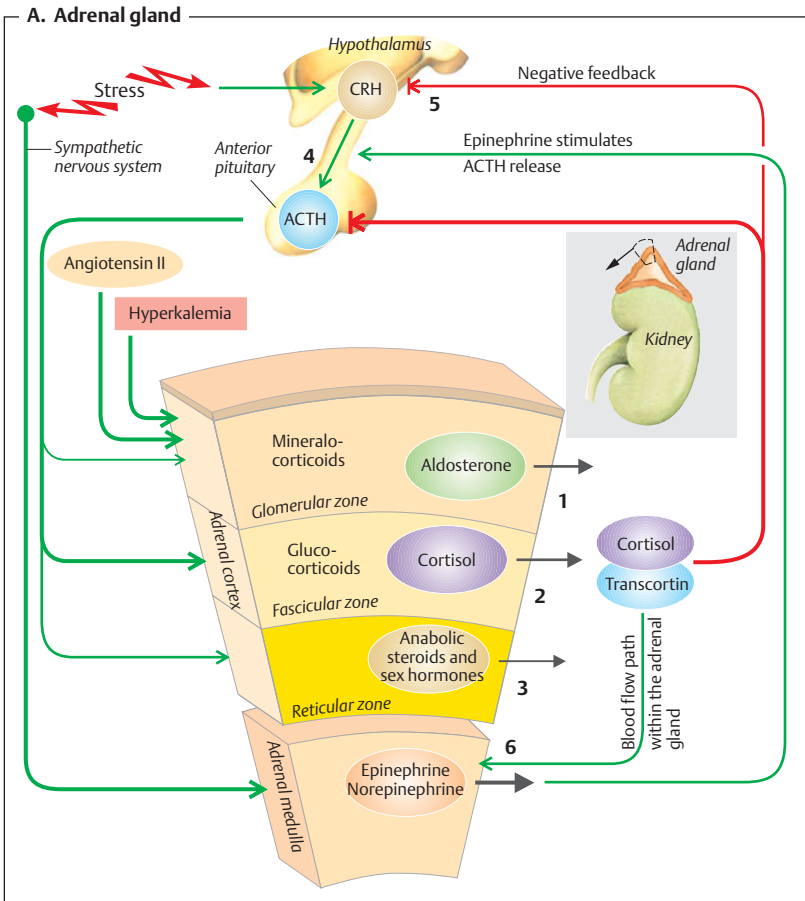 A. Adrenal gland
Hypothalamus
Stress
CRH
Negative feedback
5
Sympathetic
nervous system
Anterior
pituitary
4
Epinephrine stimulates
ACTH release
ACTH
Angiotensin II
Hyperkalemia
Adrenal
gland
Kidney
Mineralo-
corticoids
Aldosterone
Glomerular zone
1
Adrenal cortex
Gluco-
corticoids
Cortisol
Fascicular zone
2
Cortisol
Transcortin
Anabolic
steroids and
sex hormones
Reticular zone
3
Blood flow path
within the adrenal
gland
6
Adrenal medulla
Epinephrine
Norepinephrine